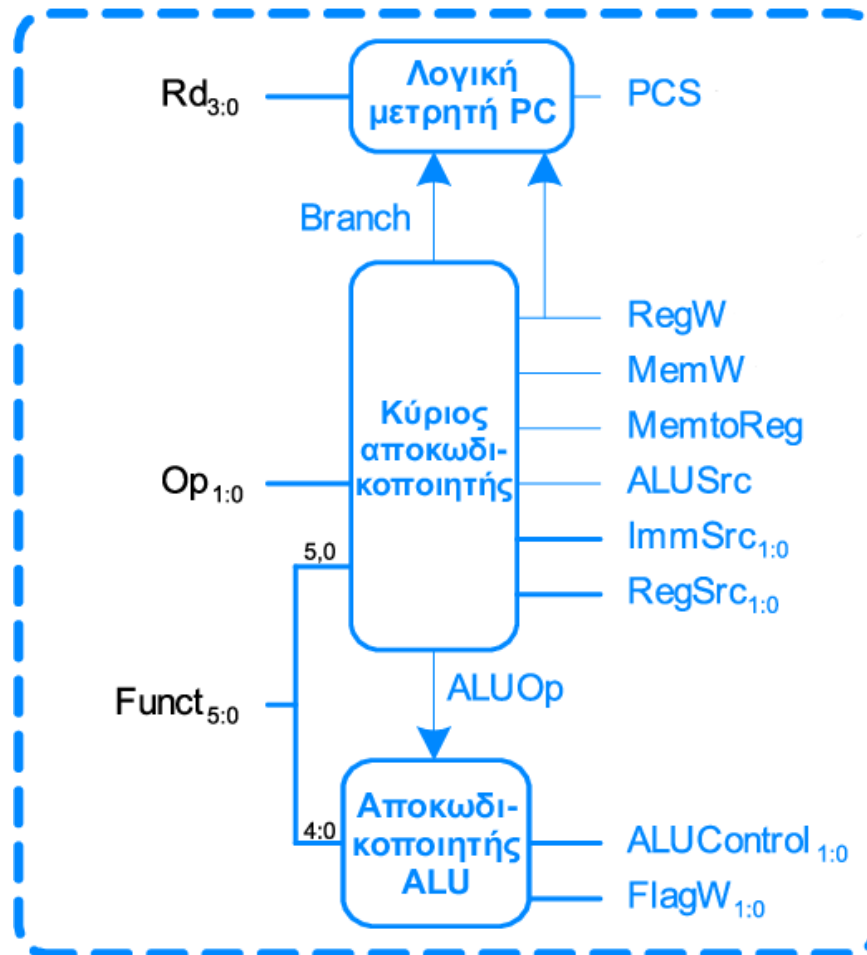 Λογική
μετρητή PC
Rd3:0
PCS
Branch
RegW
MemW
MemtoReg
ALUSrc
ImmSrc1:0
RegSrc1:0
Κύριος
αποκωδι-
κοποιητής
Op1:0
5,0
Funct5:0
4:0
ALUOp
Αποκωδι-
κοποιητής
ALU
ALUControl1:0
FlagW1:0